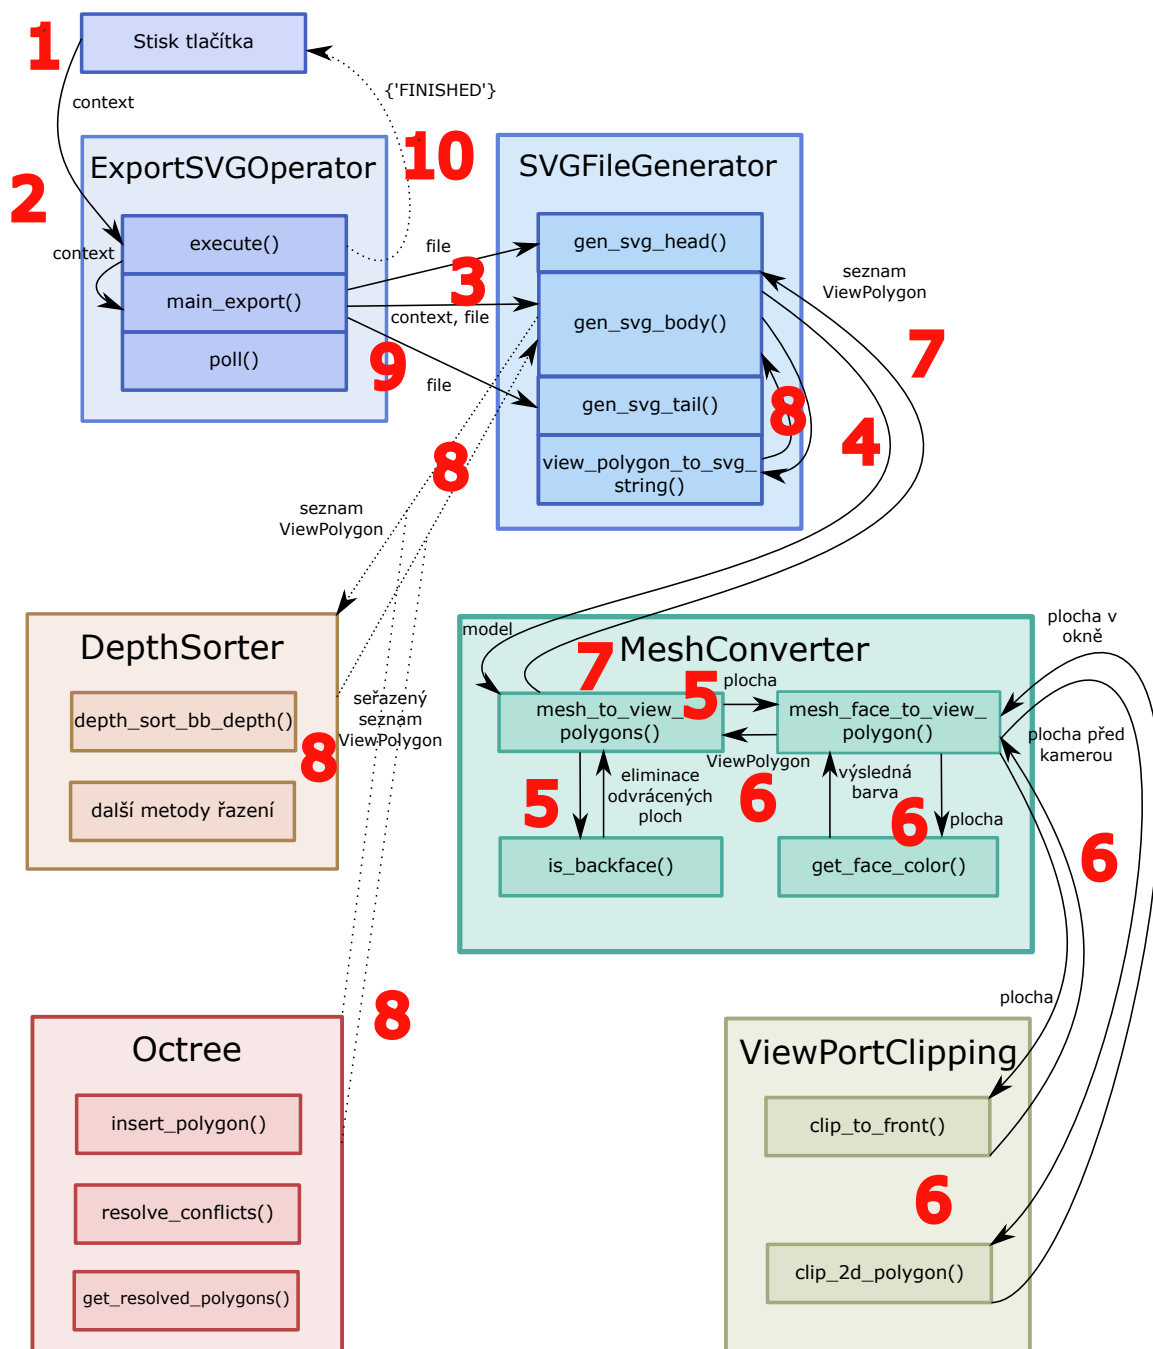 1
Stisk tlačítka
{'FINISHED'}
context
10
2
ExportSVGOperator
execute()
context
main_export()
poll()
file
3
context, file
9
file
SVGFileGenerator
gen_svg_head()
gen_svg_body()
gen_svg_tail()
view_polygon_to_svg_
string()
8
seznam
ViewPolygon
7
4
8
seznam
ViewPolygon
DepthSorter
depth_sort_bb_depth()
další metody řazení
seřazený
seznam
ViewPolygon
8
model
MeshConverter
7
5
plocha
mesh_to_view_
polygons()
mesh_face_to_view_
polygon()
ViewPolygon
6
5
eliminace
odvrácených
ploch
výsledná
barva
6
plocha
is_backface()
get_face_color()
plocha v
okně
plocha před
kamerou
6
plocha
8
Octree
insert_polygon()
resolve_conflicts()
get_resolved_polygons()
ViewPortClipping
clip_to_front()
6
clip_2d_polygon()